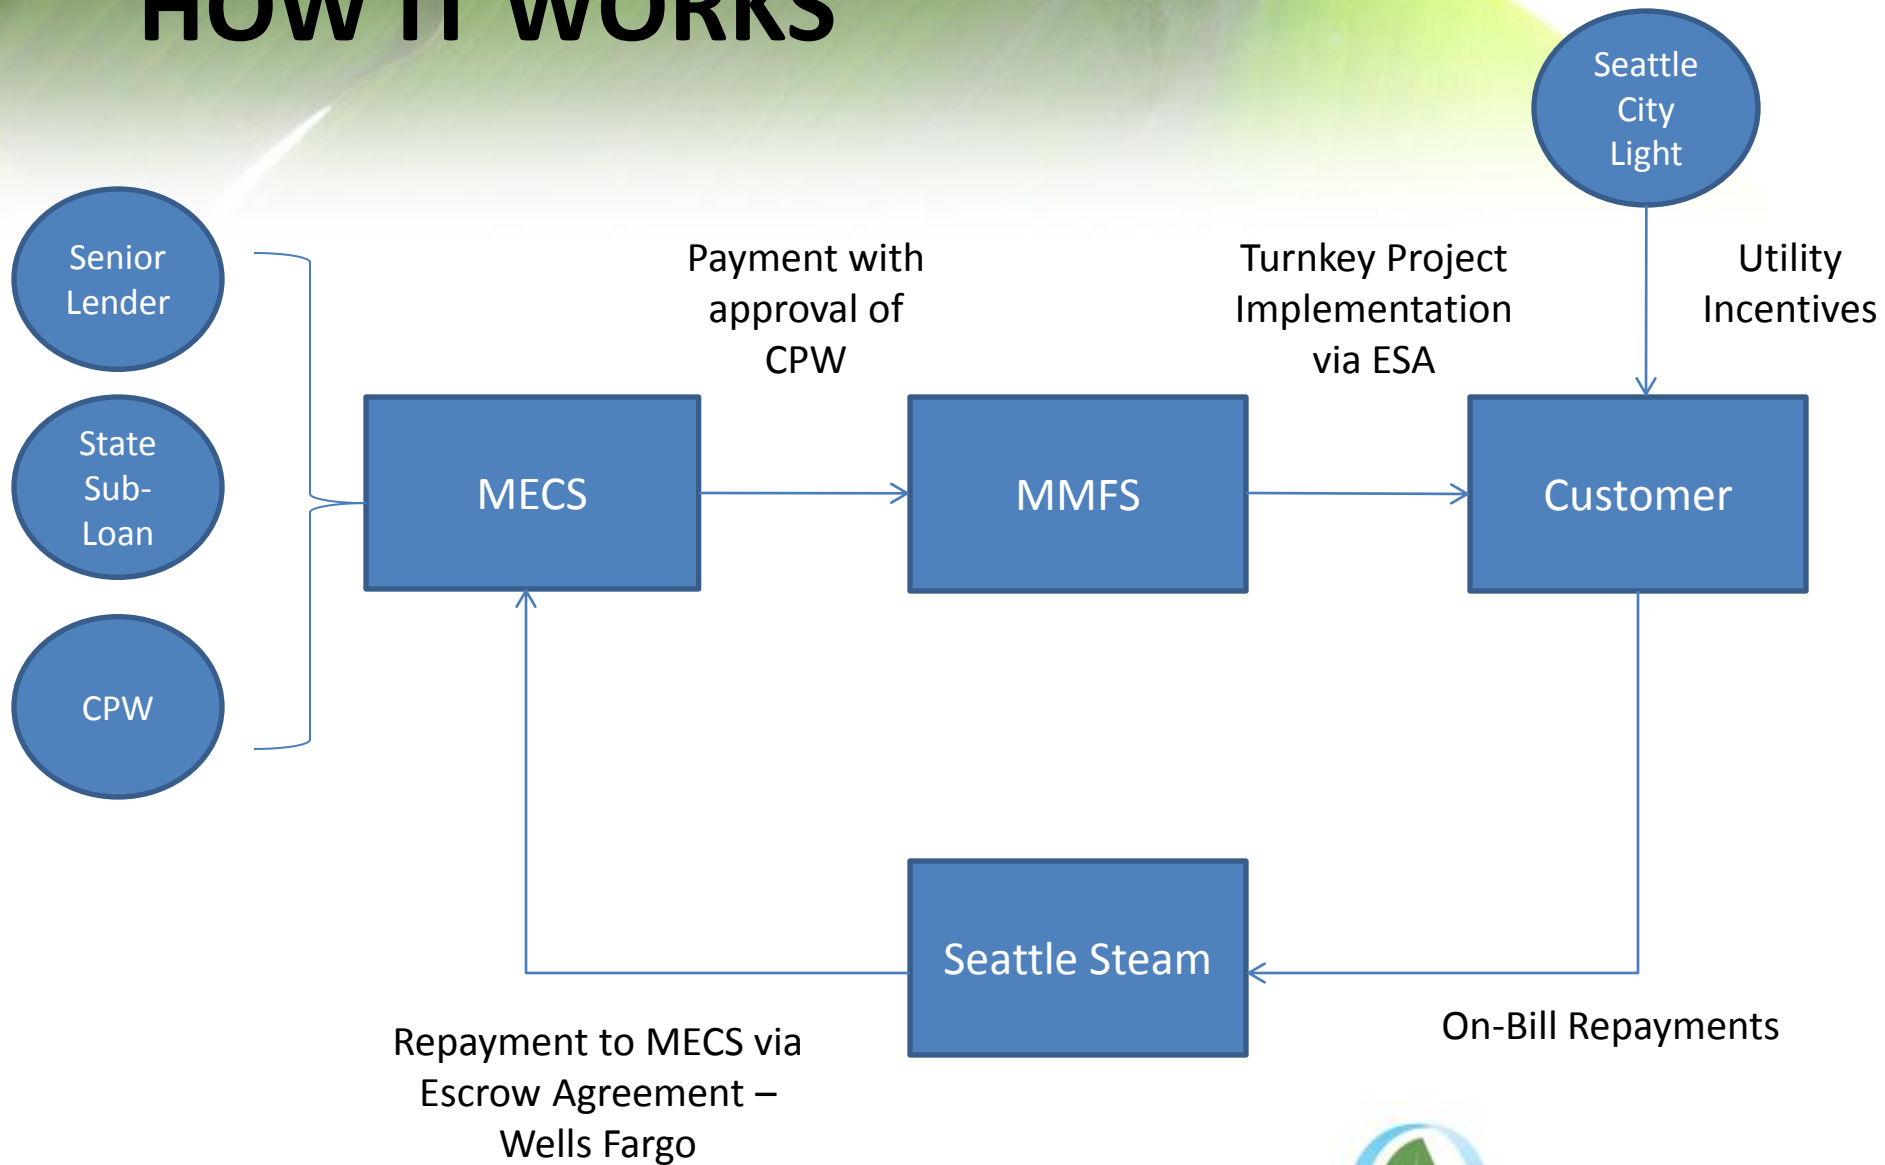 HOW IT WORKS
Seattle
City
Light
Senior
Lender
Payment with
approval of
CPW
Turnkey Project
Implementation
via ESA
Utility
Incentives
State
Sub-
Loan
MECS
MMFS
Customer
CPW
Seattle Steam
On-Bill Repayments
Repayment to MECS via
Escrow Agreement –
Wells Fargo